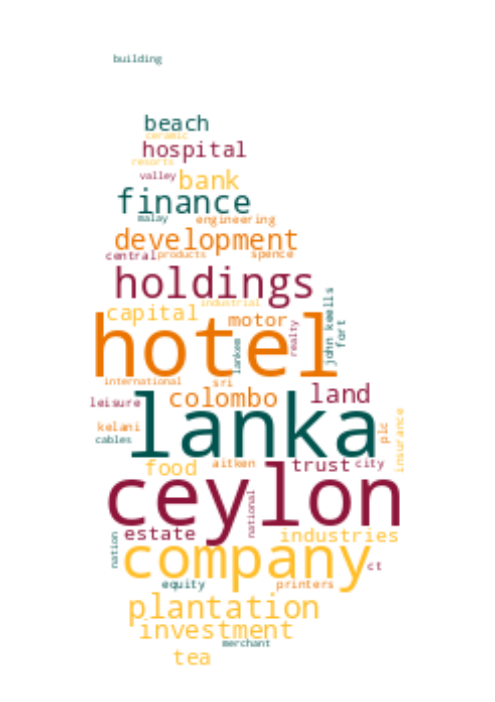 building
beach
ceramic
hospital
resorts
valley bank
finance
malay engineering
development
central products spence
holdings
industrial
capital motor
hotel
lankem
realty
john keells
fort
international sri
leisure colombo land
lanka
kelani
cables
plc
insurance
food aitken trust city
ceylon
national
estate industries
nation
company ct
equity printers
plantation
investment
merchant
tea